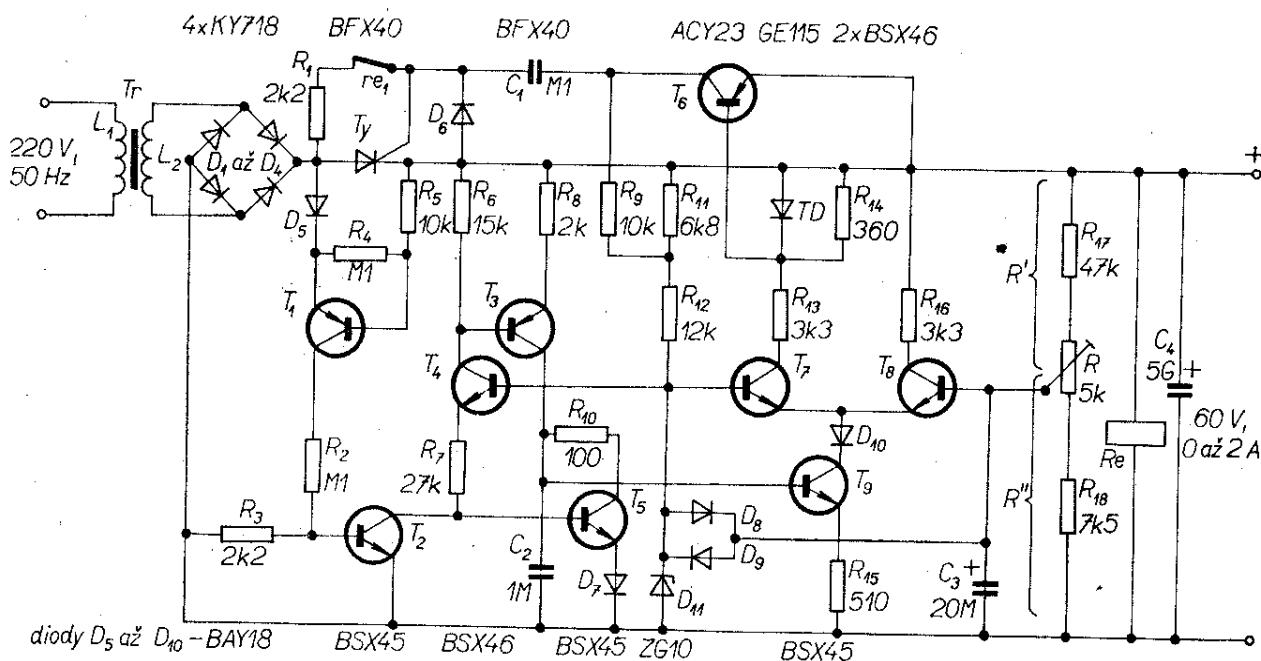 4xKY718 BFX40 BFX40 ACY23 GE115 2xBSX46
Tr
L1
L2
220 V,
50 Hz
D1 až D4
R1
2k2
re1
Ty
D5
R4
M1
R5
10k
D6
R6
15k
C1
M1
R8
2k
R9
10k
R11
6k8
T6
TD
R14
360
R'
R17
47k
R12
12k
R13
3k3
R16
3k3
T1
T3
T4
T7
T8
R
5k
C4
5G
+
60 V,
0 až 2 A
Re
R2
M1
R7
27k
R10
100
D10
T9
R''
R18
7k5
R3
2k2
T2
T5
D8
D9
C2
1M
D7
D11
R15
510
C3
+
20M
+
-
diody D5 až D10 – BAY18 BSX45 BSX46 BSX45 ZG10 BSX45